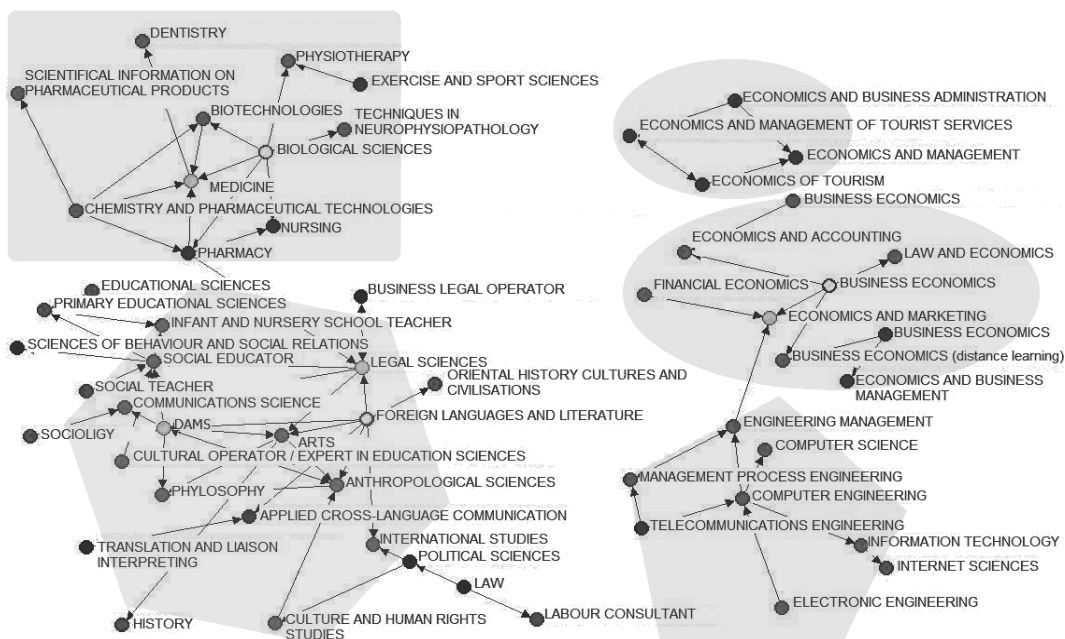 DENTISTRY
PHYSIOTHERAPY
SCIENTIFICAL INFORMATION ON
PHARMACEUTICAL PRODUCTS
EXERCISE AND SPORT SCIENCES
BIOTECHNOLOGIES
TECHNIQUES IN
NEUROPHYSIOPATHOLOGY
BIOLOGICAL SCIENCES
MEDICINE
CHEMISTRY AND PHARMACEUTICAL TECHNOLOGIES
NURSING
PHARMACY
ECONOMICS AND BUSINESS ADMINISTRATION
ECONOMICS AND MANAGEMENT OF TOURIST SERVICES
ECONOMICS AND MANAGEMENT
ECONOMICS OF TOURISM
BUSINESS ECONOMICS
ECONOMICS AND ACCOUNTING
LAW AND ECONOMICS
FINANCIAL ECONOMICS
BUSINESS ECONOMICS
ECONOMICS AND MARKETING
BUSINESS ECONOMICS
BUSINESS ECONOMICS (distance learning)
ECONOMICS AND BUSINESS
MANAGEMENT
EDUCATIONAL SCIENCES
PRIMARY EDUCATIONAL SCIENCES
BUSINESS LEGAL OPERATOR
INFANT AND NURSERY SCHOOL TEACHER
SCIENCES OF BEHAVIOUR AND SOCIAL RELATIONS
SOCIAL EDUCATOR
LEGAL SCIENCES
ORIENTAL HISTORY CULTURES AND
CIVILISATIONS
SOCIAL TEACHER
COMMUNICATIONS SCIENCE
FOREIGN LANGUAGES AND LITERATURE
DAMS
SOCIOLIGY
ARTS
CULTURAL OPERATOR / EXPERT IN EDUCATION SCIENCES
PHYLOSOPHY
ANTHROPOLOGICAL SCIENCES
APPLIED CROSS-LANGUAGE COMMUNICATION
INTERNATIONAL STUDIES
TRANSLATION AND LIAISON
INTERPRETING
POLITICAL SCIENCES
LAW
HISTORY
CULTURE AND HUMAN RIGHTS
STUDIES
LABOUR CONSULTANT
ENGINEERING MANAGEMENT
COMPUTER SCIENCE
MANAGEMENT PROCESS ENGINEERING
COMPUTER ENGINEERING
TELECOMMUNICATIONS ENGINEERING
INFORMATION TECHNOLOGY
INTERNET SCIENCES
ELECTRONIC ENGINEERING